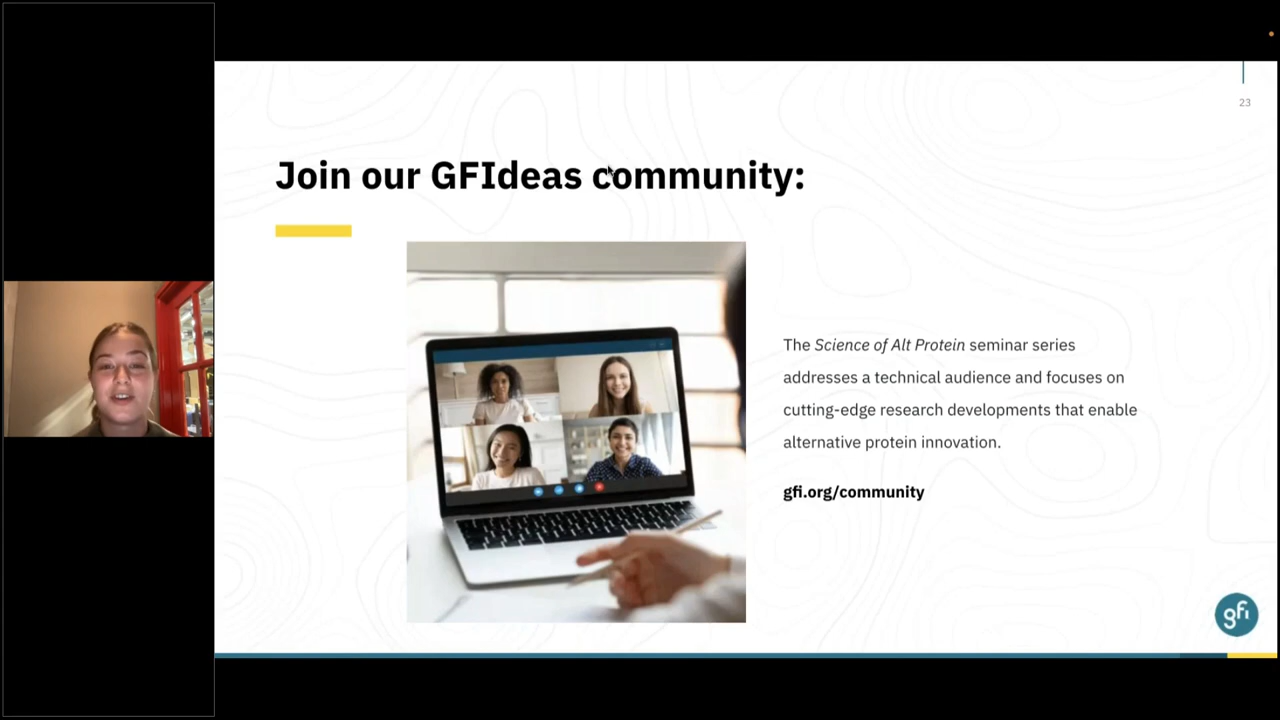 23
Join our GFIdeas community:
The Science of Alt Protein seminar series
addresses a technical audience and focuses on
cutting-edge research developments that enable
alternative protein innovation.
gfi.org/community
gfi